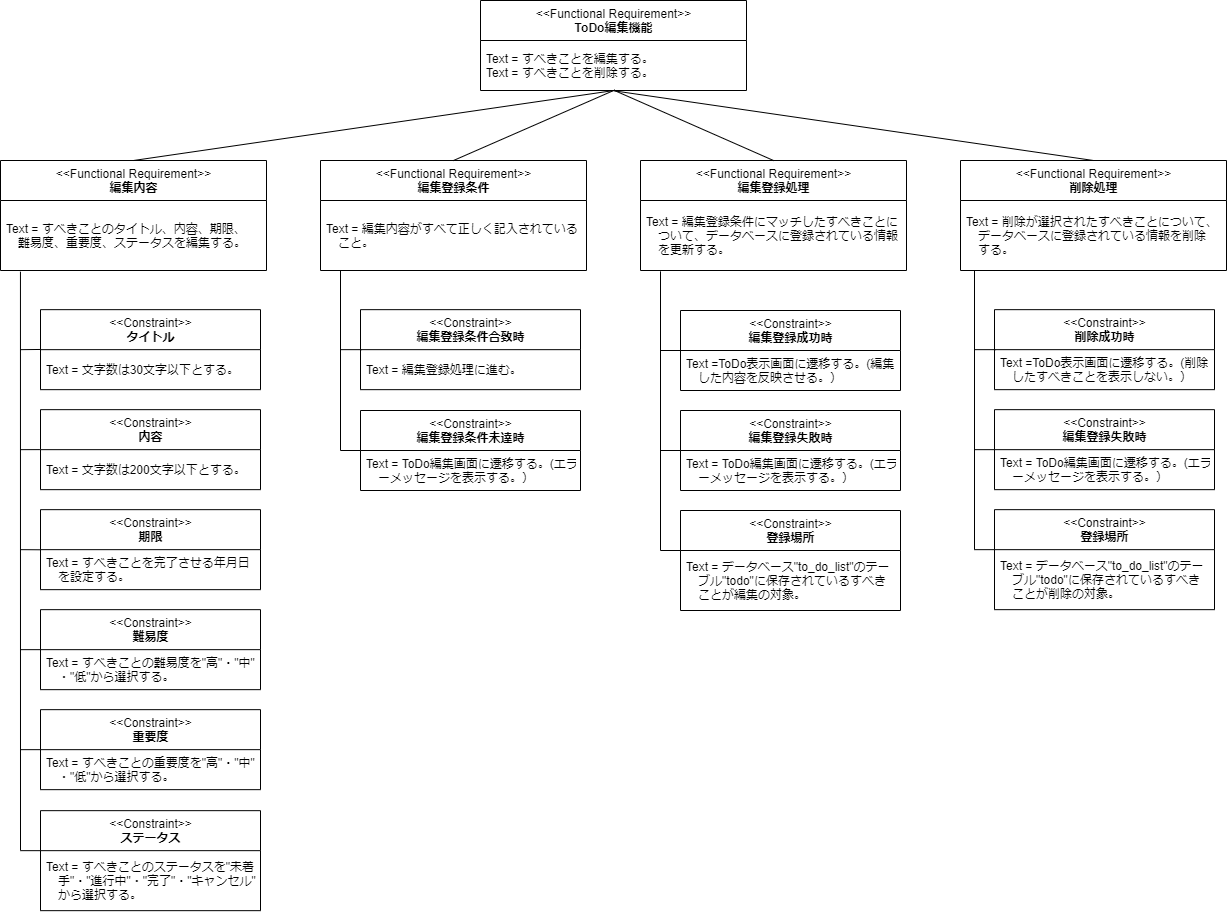 <<Functional Requirement>>
ToDo編集機能
Text = すべきことを編集する。
Text = すべきことを削除する。
<<Functional Requirement>>
編集内容
Text = すべきことのタイトル、内容、期限、
難易度、重要度、ステータスを編集する。
<<Constraint>>
タイトル
Text = 文字数は30文字以下とする。
<<Constraint>>
内容
Text = 文字数は200文字以下とする。
<<Constraint>>
期限
Text = すべきことを完了させる年月日
を設定する。
<<Constraint>>
難易度
Text = すべきことの難易度を"高"・"中"
・"低"から選択する。
<<Constraint>>
重要度
Text = すべきことの重要度を"高"・"中"
・"低"から選択する。
<<Constraint>>
ステータス
Text = すべきことのステータスを"未着
手"・"進行中"・"完了"・"キャンセル"
から選択する。
<<Functional Requirement>>
編集登録条件
Text = 編集内容がすべて正しく記入されている
こと。
<<Constraint>>
編集登録条件合致時
Text = 編集登録処理に進む。
<<Constraint>>
編集登録条件未達時
Text = ToDo編集画面に遷移する。(エラ
ーメッセージを表示する。)
<<Functional Requirement>>
編集登録処理
Text = 編集登録条件にマッチしたすべきことに
ついて、データベースに登録されている情報
を更新する。
<<Constraint>>
編集登録成功時
Text =ToDo表示画面に遷移する。(編集
した内容を反映させる。)
<<Constraint>>
編集登録失敗時
Text = ToDo編集画面に遷移する。(エラ
ーメッセージを表示する。)
<<Constraint>>
登録場所
Text = データベース"to_do_list"のテー
ブル"todo"に保存されているすべき
ことが編集の対象。
<<Functional Requirement>>
削除処理
Text = 削除が選択されたすべきことについて、
データベースに登録されている情報を削除
する。
<<Constraint>>
削除成功時
Text =ToDo表示画面に遷移する。(削除
したすべきことを表示しない。)
<<Constraint>>
編集登録失敗時
Text = ToDo編集画面に遷移する。(エラ
ーメッセージを表示する。)
<<Constraint>>
登録場所
Text = データベース"to_do_list"のテー
ブル"todo"に保存されているすべき
ことが削除の対象。